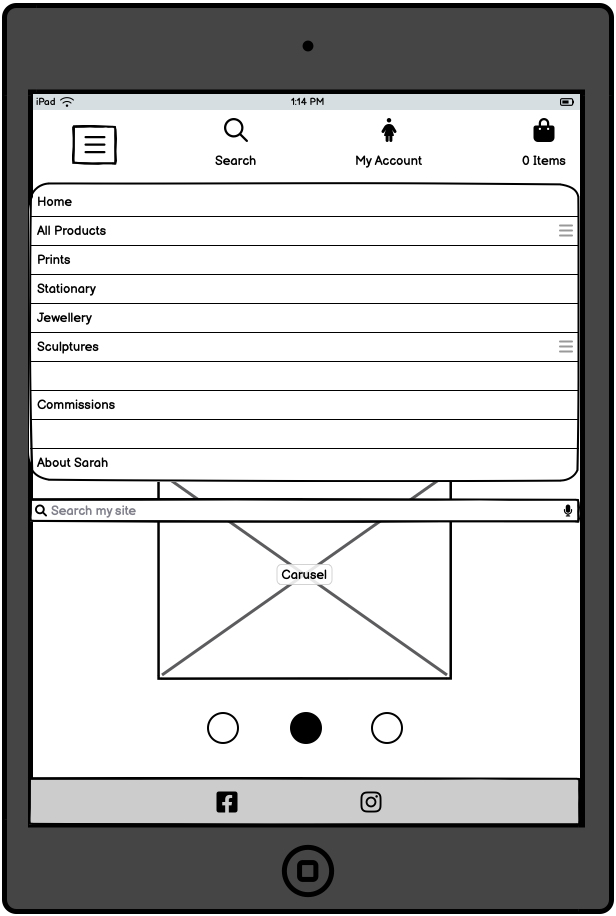 iPad 1:14 PM
Search My Account 0 Items
Home
All Products
Prints
Stationary
Jewellery
Sculptures
Commissions
About Sarah
Search my site
Carusel